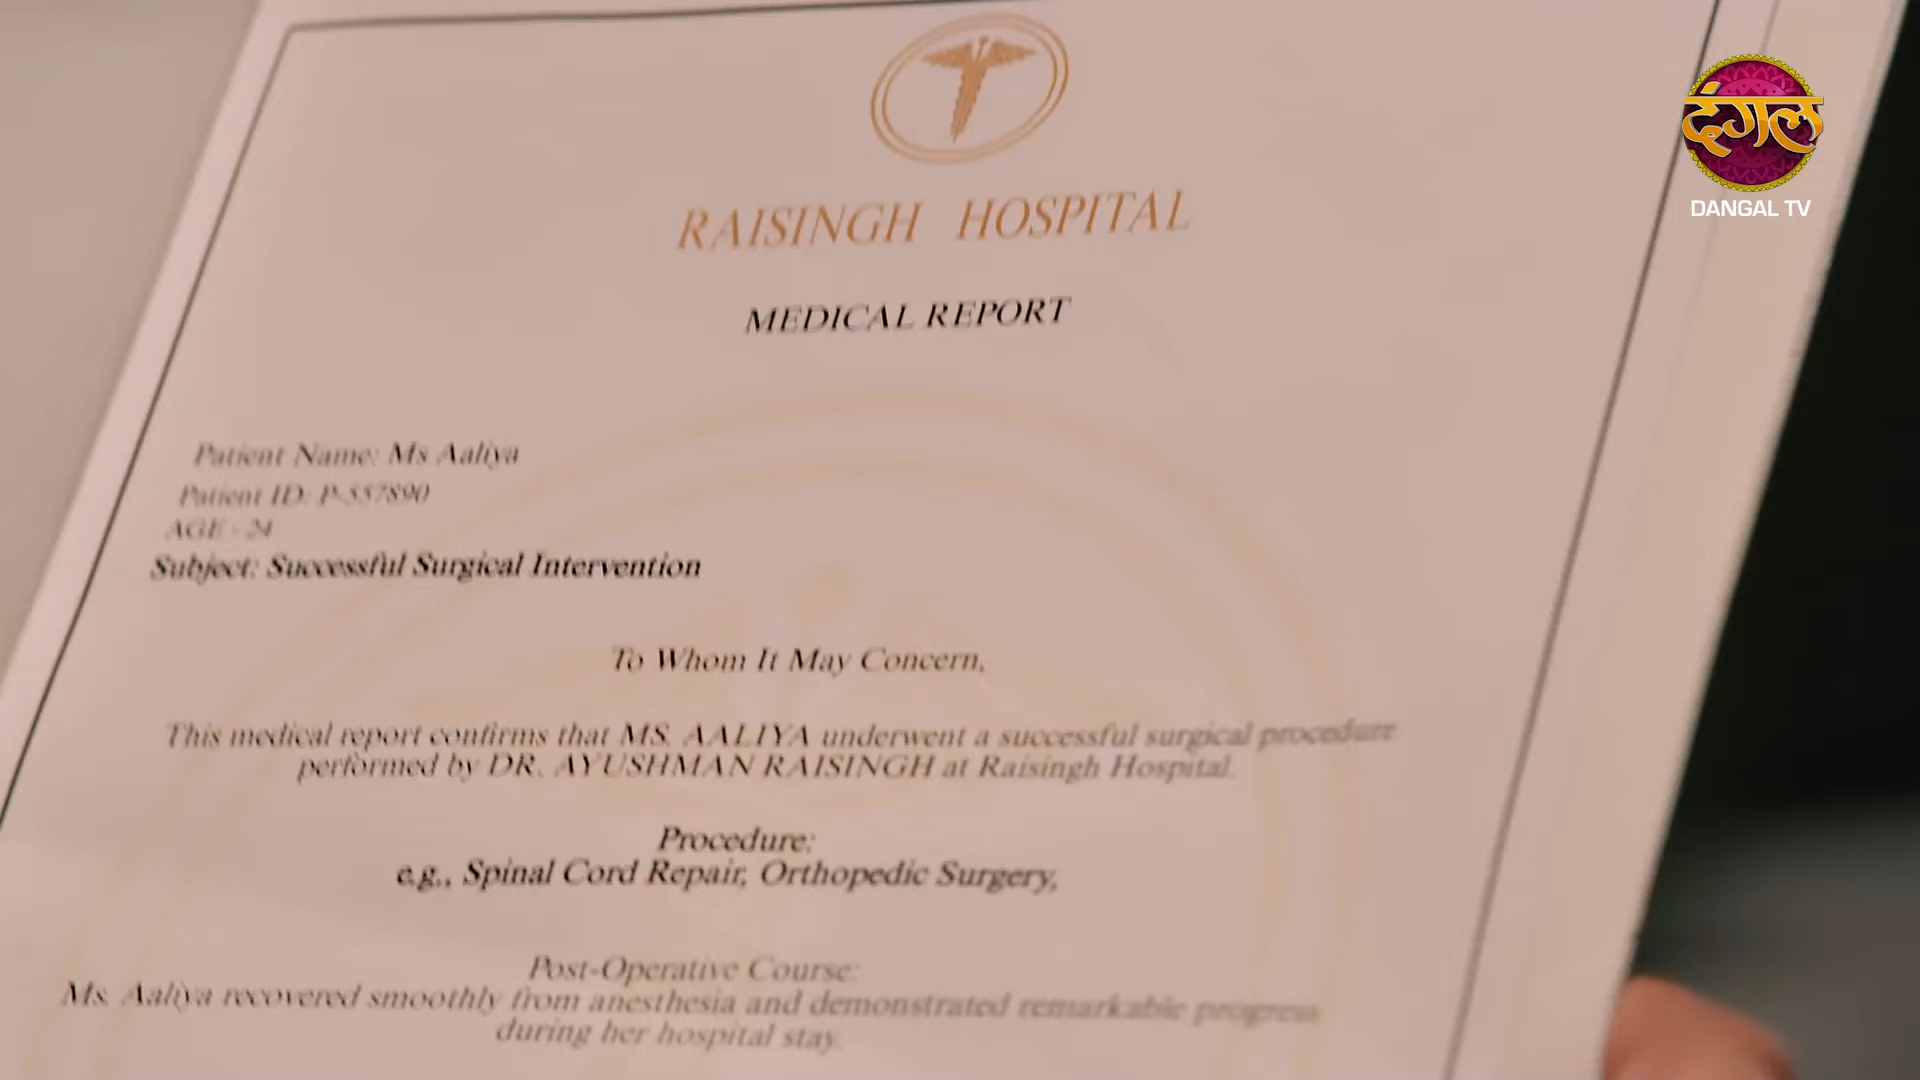 RAISINGH HOSPITAL
MEDICAL REPORT
दंगल
DANGAL TV
Patient Name: Ms Aaliya
Patient ID: P-557890
AGE - 24
Subject: Successful Surgical Intervention
To Whom It May Concern,
This medical report confirms that MS. AALIYA underwent a successful surgical procedure
performed by DR. AYUSHMAN RAISINGH at Raisingh Hospital.
Procedure:
e.g., Spinal Cord Repair, Orthopedic Surgery,
Post-Operative Course:
Ms. Aaliya recovered smoothly from anesthesia and demonstrated remarkable progress
during her hospital stay.